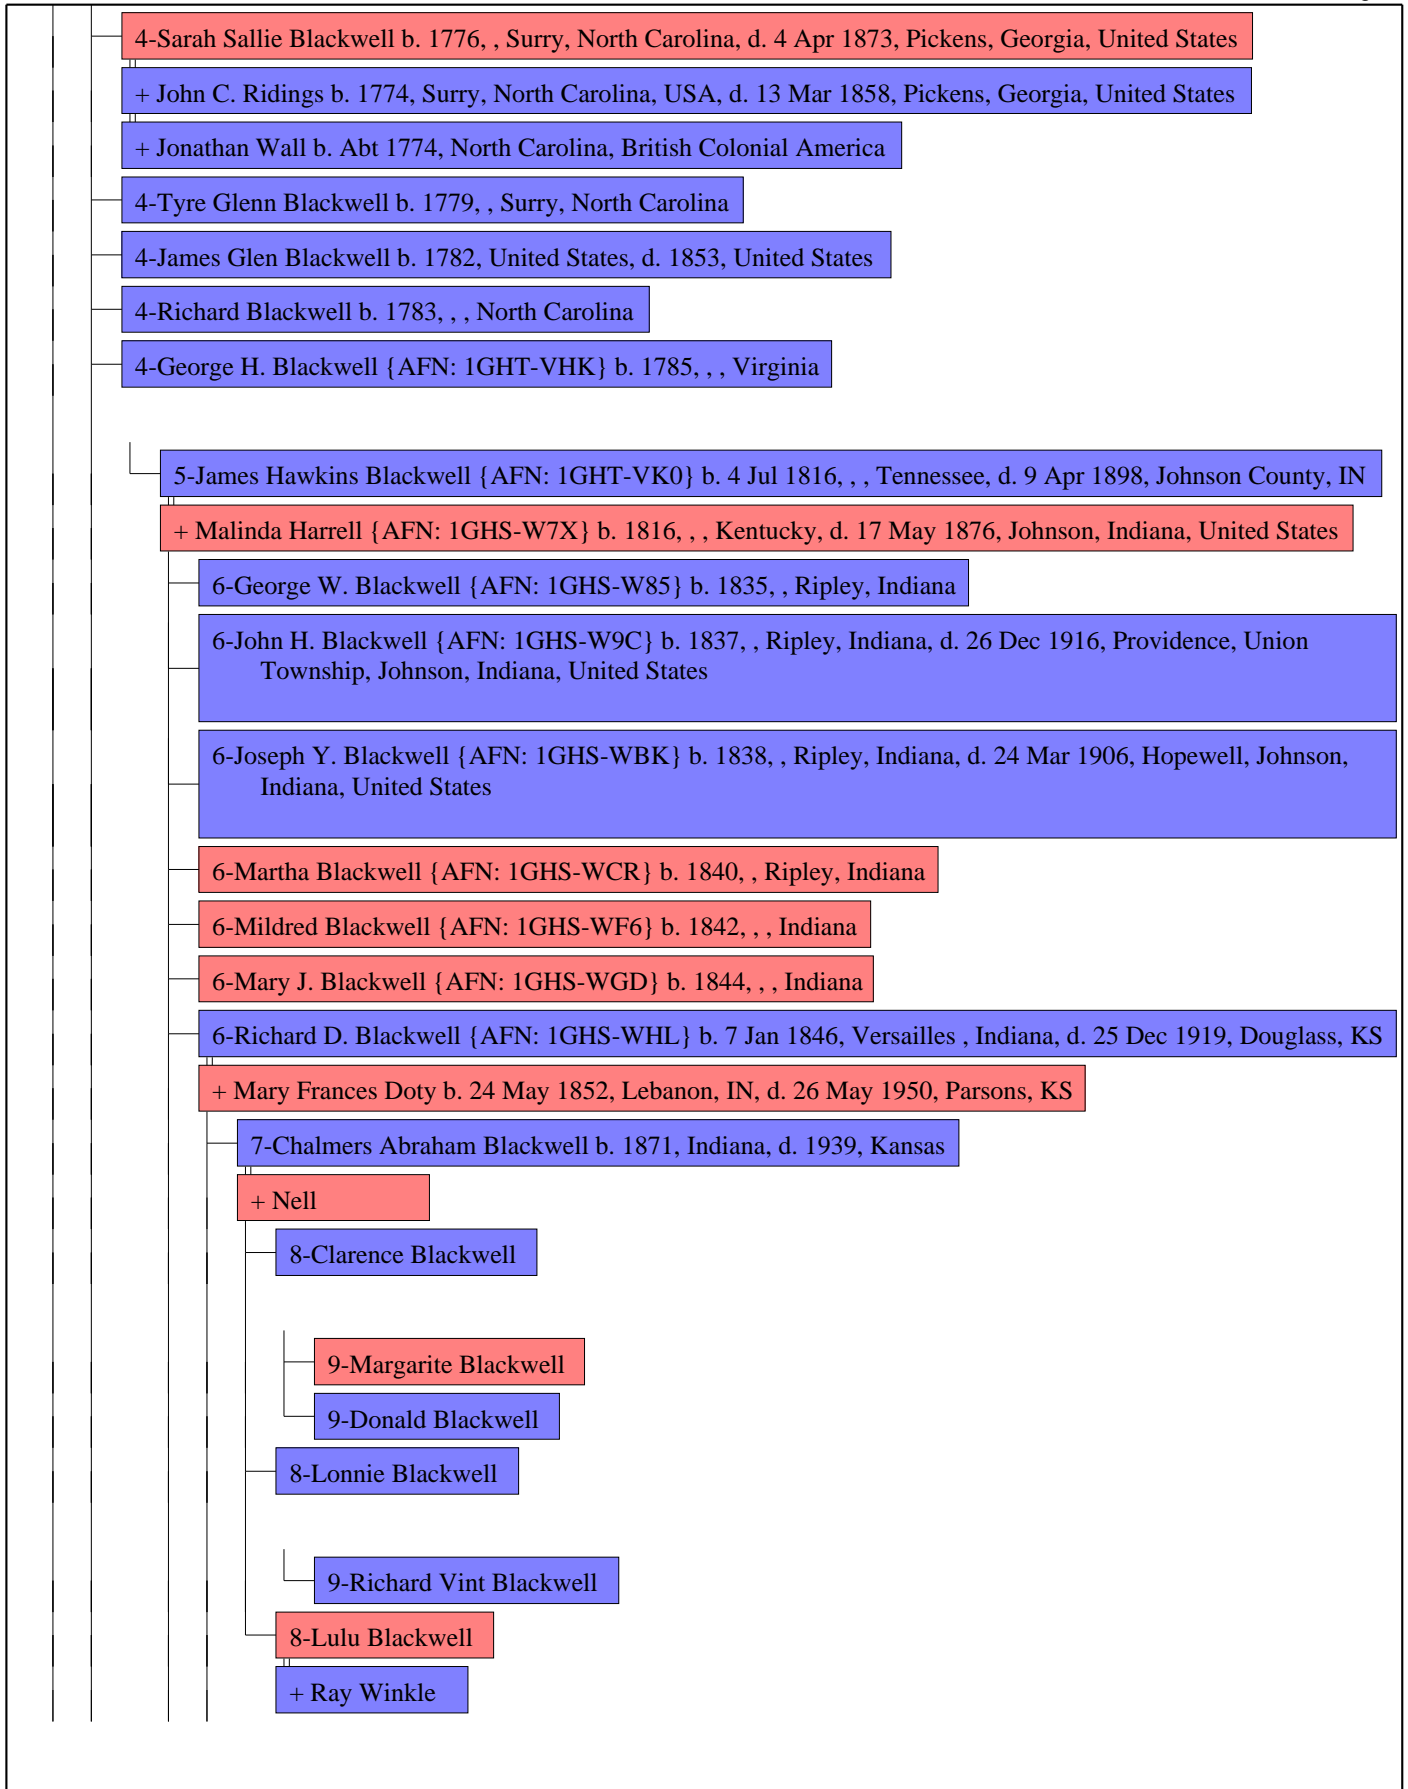 4-Sarah Sallie Blackwell b. 1776, , Surry, North Carolina, d. 4 Apr 1873, Pickens, Georgia, United States
+ John C. Ridings b. 1774, Surry, North Carolina, USA, d. 13 Mar 1858, Pickens, Georgia, United States
+ Jonathan Wall b. Abt 1774, North Carolina, British Colonial America
4-Tyre Glenn Blackwell b. 1779, , Surry, North Carolina
4-James Glen Blackwell b. 1782, United States, d. 1853, United States
4-Richard Blackwell b. 1783, , , North Carolina
4-George H. Blackwell {AFN: 1GHT-VHK} b. 1785, , , Virginia
5-James Hawkins Blackwell {AFN: 1GHT-VK0} b. 4 Jul 1816, , , Tennessee, d. 9 Apr 1898, Johnson County, IN
+ Malinda Harrell {AFN: 1GHS-W7X} b. 1816, , , Kentucky, d. 17 May 1876, Johnson, Indiana, United States
6-George W. Blackwell {AFN: 1GHS-W85} b. 1835, , Ripley, Indiana
6-John H. Blackwell {AFN: 1GHS-W9C} b. 1837, , Ripley, Indiana, d. 26 Dec 1916, Providence, Union
Township, Johnson, Indiana, United States
6-Joseph Y. Blackwell {AFN: 1GHS-WBK} b. 1838, , Ripley, Indiana, d. 24 Mar 1906, Hopewell, Johnson,
Indiana, United States
6-Martha Blackwell {AFN: 1GHS-WCR} b. 1840, , Ripley, Indiana
6-Mildred Blackwell {AFN: 1GHS-WF6} b. 1842, , , Indiana
6-Mary J. Blackwell {AFN: 1GHS-WGD} b. 1844, , , Indiana
6-Richard D. Blackwell {AFN: 1GHS-WHL} b. 7 Jan 1846, Versailles , Indiana, d. 25 Dec 1919, Douglass, KS
+ Mary Frances Doty b. 24 May 1852, Lebanon, IN, d. 26 May 1950, Parsons, KS
7-Chalmers Abraham Blackwell b. 1871, Indiana, d. 1939, Kansas
+ Nell
8-Clarence Blackwell
9-Margarite Blackwell
9-Donald Blackwell
8-Lonnie Blackwell
9-Richard Vint Blackwell
8-Lulu Blackwell
+ Ray Winkle